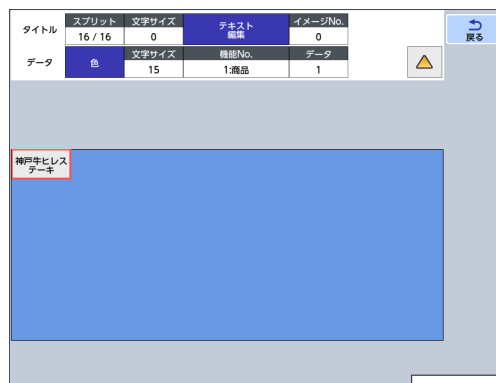 タイトル
スプリット
文字サイズ
テキスト
編集
イメージNo.
16 / 16
0
0
戻る
データ
色
文字サイズ
機能No.
データ
15
1:商品
1
神戸牛ヒレス
テーキ